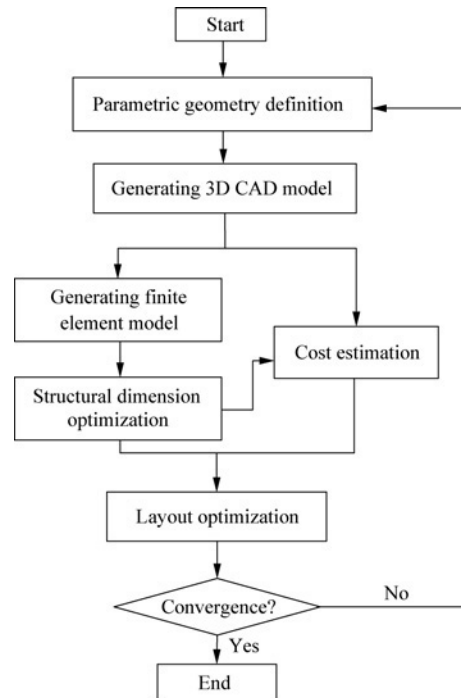 Start
Parametric geometry definition
Generating 3D CAD model
Generating finite
element model
Cost estimation
Structural dimension
optimization
Layout optimization
Convergence?
No
Yes
End